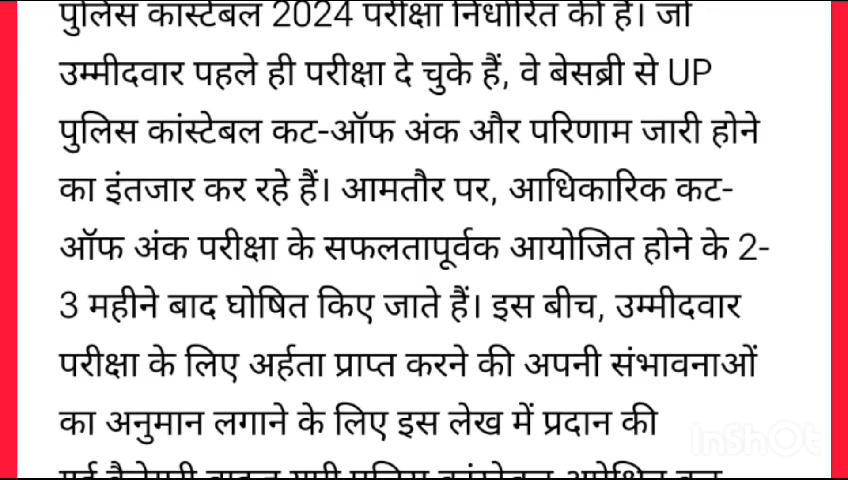 पुलिस कांस्टेबल 2024 परीक्षा निर्धारित की है। जो
उम्मीदवार पहले ही परीक्षा दे चुके हैं, वे बेसब्री से UP
पुलिस कांस्टेबल कट-ऑफ अंक और परिणाम जारी होने
का इंतजार कर रहे हैं। आमतौर पर, आधिकारिक कट-
ऑफ अंक परीक्षा के सफलतापूर्वक आयोजित होने के 2-
3 महीने बाद घोषित किए जाते हैं। इस बीच, उम्मीदवार
परीक्षा के लिए अर्हता प्राप्त करने की अपनी संभावनाओं
का अनुमान लगाने के लिए इस लेख में प्रदान की
InShOt